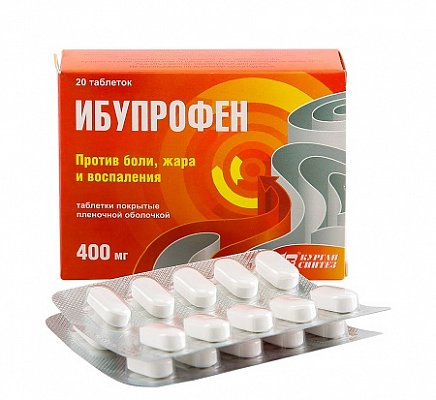 20 таблеток
ИБУПРОФЕН
Против боли, жара
и воспаления
таблетки покрытые
пленочной оболочкой
400 мг
КУРГАН
СИНТЕЗ